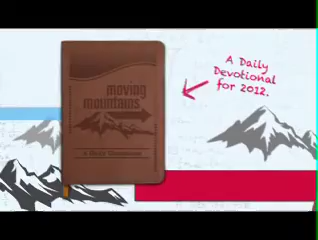 moving
mountains
A Daily Devotional
A Daily
Devotional
for 2012.